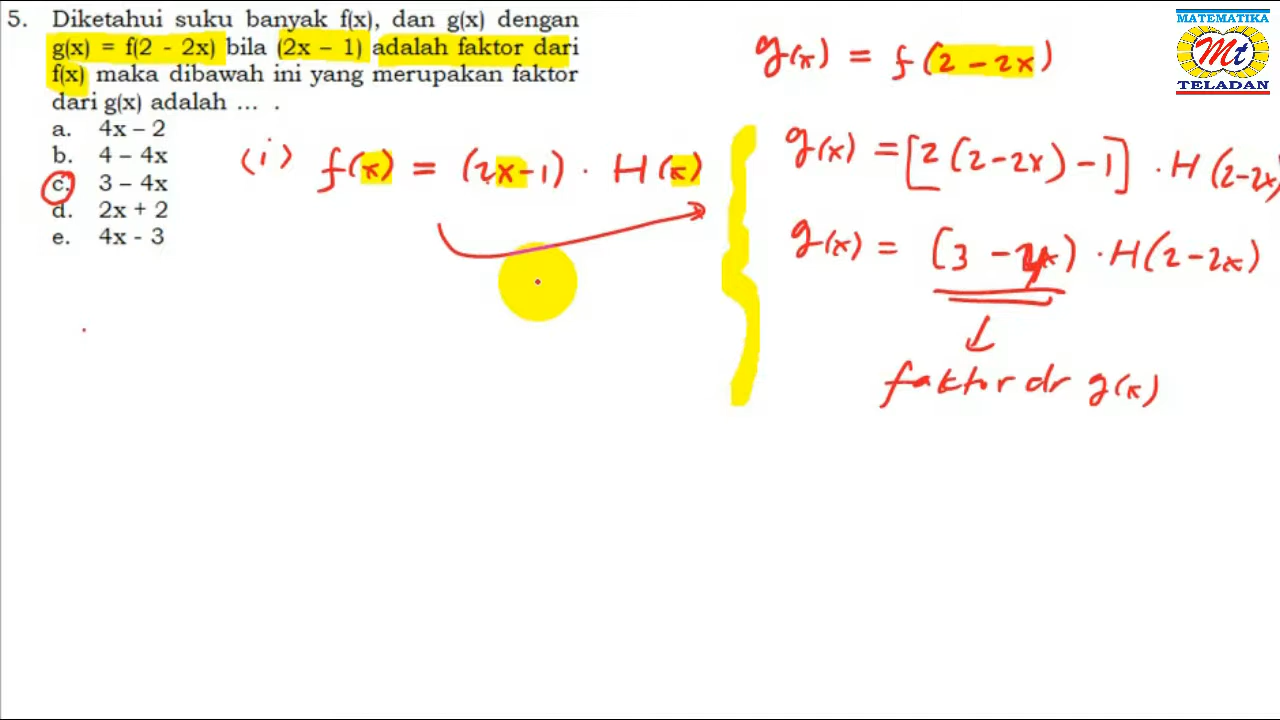 5. Diketahui suku banyak f(x), dan g(x) dengan
g(x) = f(2 - 2x) bila (2x – 1) adalah faktor dari
f(x) maka dibawah ini yang merupakan faktor
dari g(x) adalah ... .
a. 4x – 2
b. 4 – 4x
c. 3 – 4x
d. 2x + 2
e. 4x - 3
(i) f(x) = (2x-1) · H(x)
g(x) = f(2 - 2x)
g(x) = [2(2-2x) -1] · H(2-2x)
g(x) = (3 - 4x) · H(2-2x)
faktor dr g(x)
MATEMATIKA
Mt
TELADAN